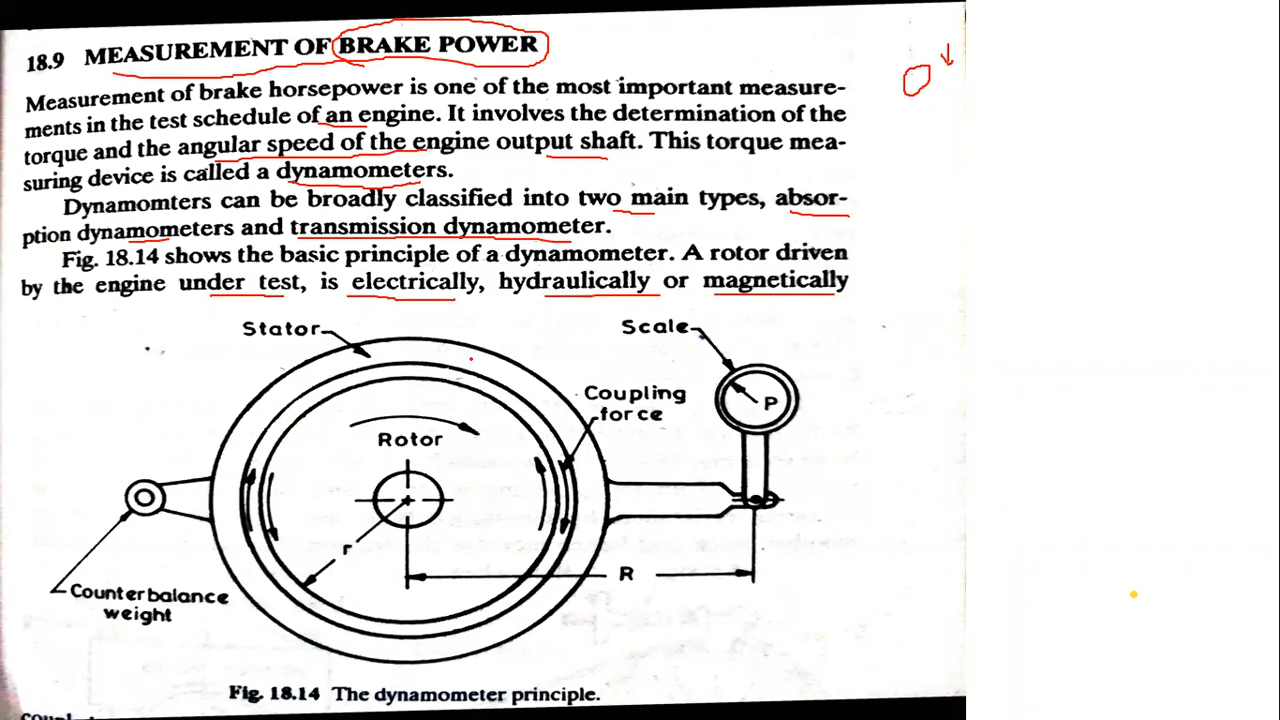 18.9 MEASUREMENT OF BRAKE POWER
Measurement of brake horsepower is one of the most important measure-
ments in the test schedule of an engine. It involves the determination of the
torque and the angular speed of the engine output shaft. This torque mea-
suring device is called a dynamometers.
Dynamomters can be broadly classified into two main types, absor-
ption dynamometers and transmission dynamometer.
Fig. 18.14 shows the basic principle of a dynamometer. A rotor driven
by the engine under test, is electrically, hydraulically or magnetically
Stator
Scale
Coupling
force
P
Rotor
r
R
Counterbalance
weight
Fig. 18.14 The dynamometer principle.